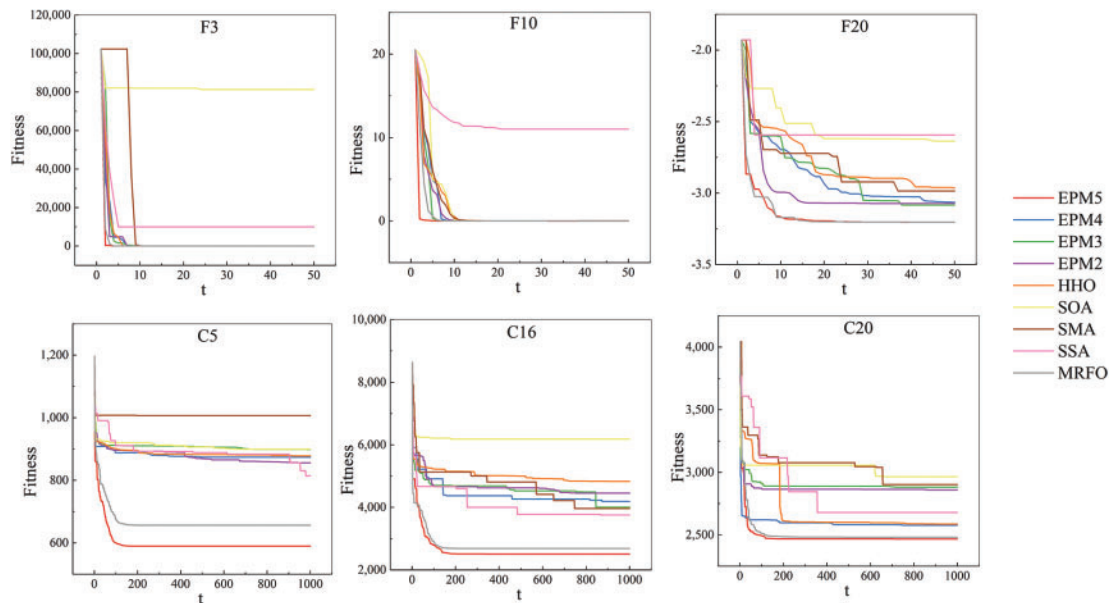 F3
120,000
100,000
80,000
60,000
40,000
20,000
0
Fitness
0 10 20 30 40 50
t
F10
20
10
0
Fitness
0 10 20 30 40 50
t
F20
-2.0
-2.5
-3.0
-3.5
Fitness
0 10 20 30 40 50
t
C5
1,200
1,000
800
600
Fitness
0 200 400 600 800 1000
t
C16
10,000
8,000
6,000
4,000
2,000
Fitness
0 200 400 600 800 1000
t
C20
4,000
3,500
3,000
2,500
Fitness
0 200 400 600 800 1000
t
EPM5
EPM4
EPM3
EPM2
HHO
SOA
SMA
SSA
MRFO